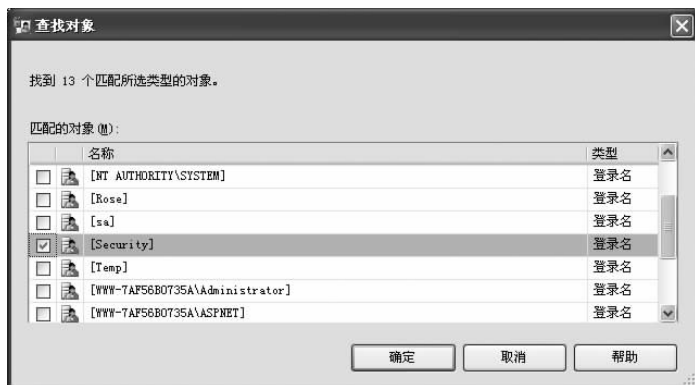 查找对象
找到 13 个匹配所选类型的对象。
匹配的对象(M):
名称 类型
[NT AUTHORITY\SYSTEM] 登录名
[Rose] 登录名
[sa] 登录名
[Security] 登录名
[Temp] 登录名
[WWW-7AF56B0735A\Administrator] 登录名
[WWW-7AF56B0735A\ASPNET] 登录名
确定 取消 帮助